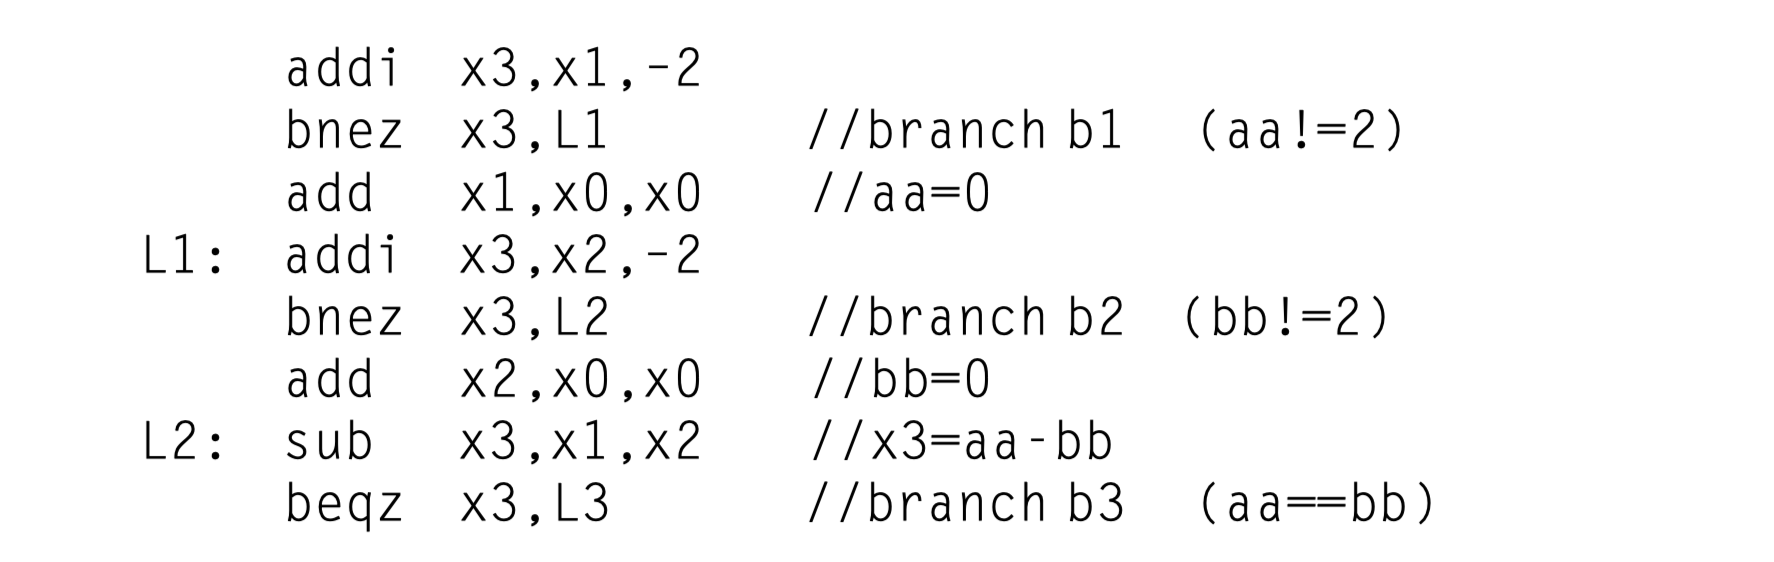 addi x3,x1,-2
bnez x3,L1 //branch b1 (aa!=2)
add x1,x0,x0 //aa=0
L1: addi x3,x2,-2
bnez x3,L2 //branch b2 (bb!=2)
add x2,x0,x0 //bb=0
L2: sub x3,x1,x2 //x3=aa-bb
beqz x3,L3 //branch b3 (aa==bb)